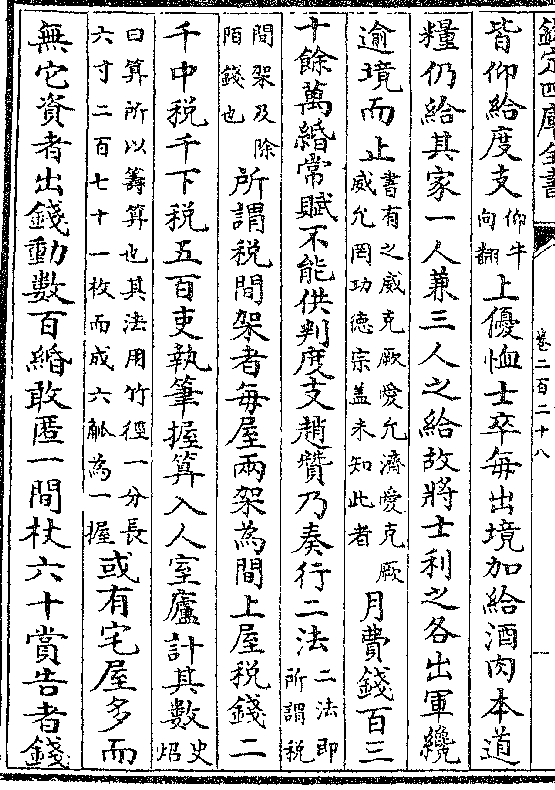 欽定四庫全書
卷二百二十八
皆仰給度支仰牛向翻上優恤士卒每出境加給酒肉本道
糧仍給其家一人兼三人之給故將士利之各出軍纔
逾境而止書有之威克厥愛允濟愛克厥威允罔功德宗蓋未知此者月費錢百三
十餘萬緡常賦不能供判度支趙贊乃奏行二法二法即所謂稅
間架及除陌錢也所謂稅間架者每屋兩架為間上屋稅錢二
千中稅千下稅五百吏執筆握算入人室廬計其數史炤
曰算所以籌算也其法用竹徑一分長六寸二百七十一枚而成六觚為一握或有宅屋多而
無它資者出錢動數百緡敢匿一間杖六十賞告者錢